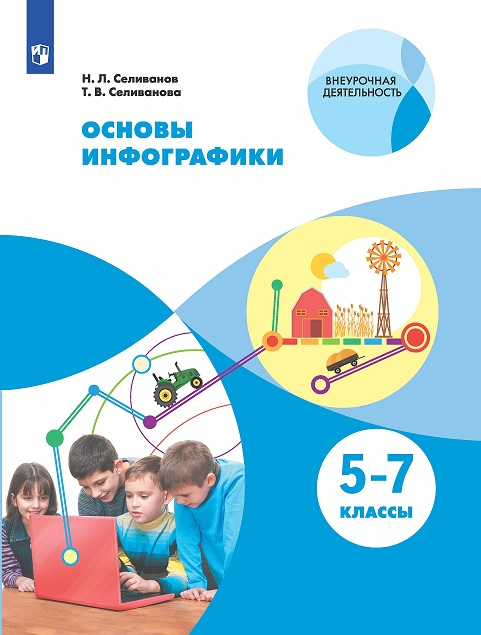 Н. Л. Селиванов
Т. В. Селиванова
ОСНОВЫ
ИНФОГРАФИКИ
ВНЕУРОЧНАЯ
ДЕЯТЕЛЬНОСТЬ
5–7
КЛАССЫ